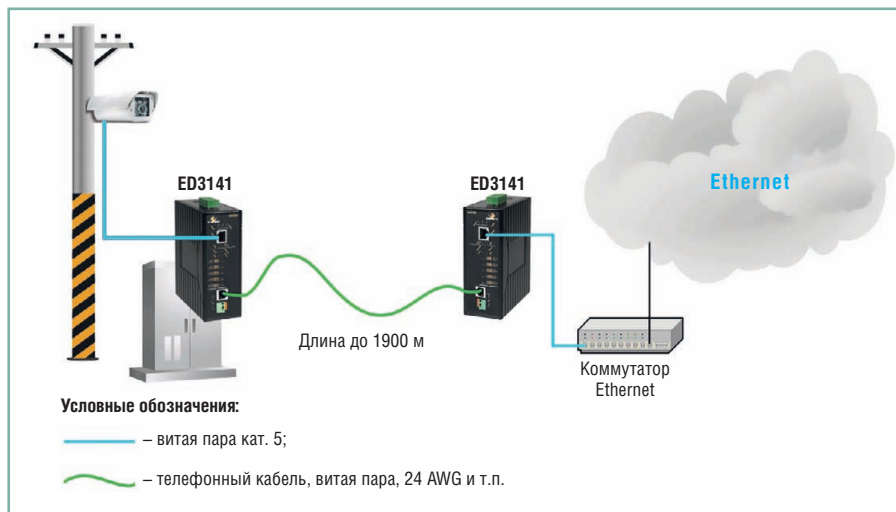 ED3141
ED3141
Ethernet
Длина до 1900 м
Коммутатор
Ethernet
Условные обозначения:
– витая пара кат. 5;
– телефонный кабель, витая пара, 24 AWG и т.п.